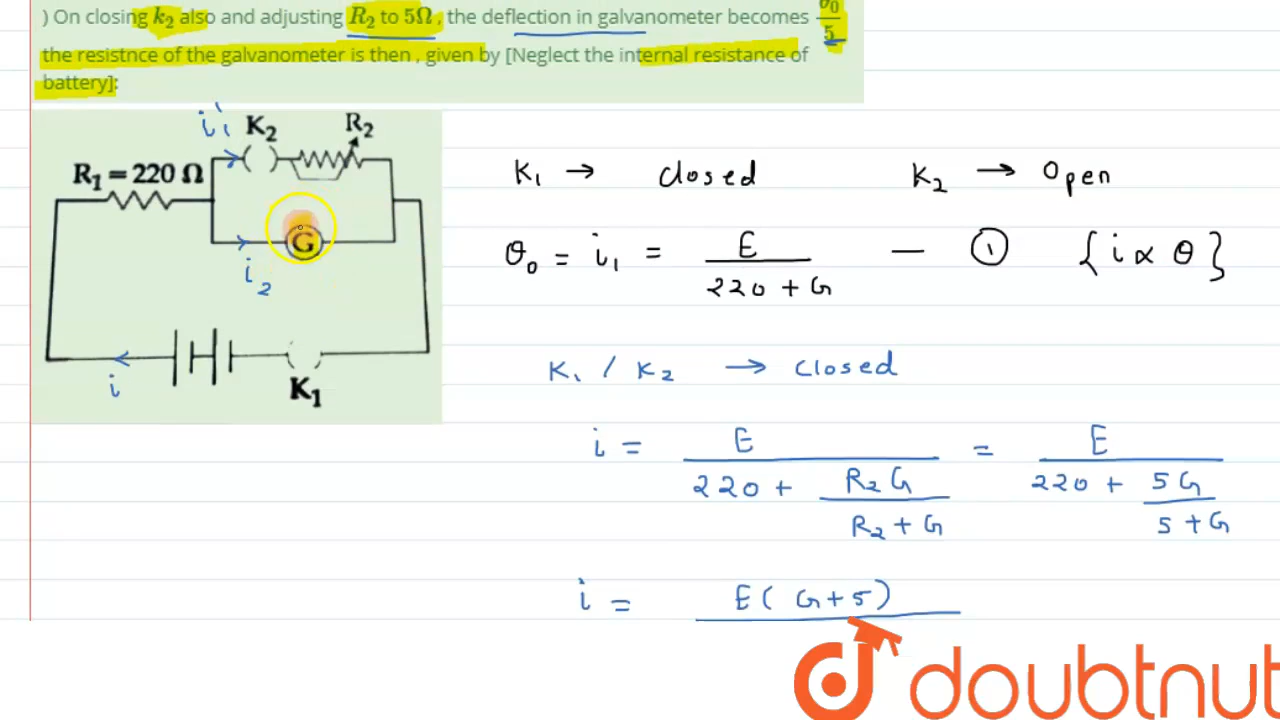 ) On closing k₂ also and adjusting R₂ to 5Ω , the deflection in galvanometer becomes θ₀/5
the resistnce of the galvanometer is then , given by [Neglect the internal resistance of
battery]:
i₁' K₂ R₂
R₁ = 220 Ω
G
i₂
i
K₁
K₁ → closed K₂ → open
θ₀ = i₁ = E/(220 + G) — ① {i ∝ θ}
K₁ / K₂ → closed
i = E/(220 + R₂G/(R₂ + G)) = E/(220 + 5G/(5 + G))
i = E( G+5)
doubtnut